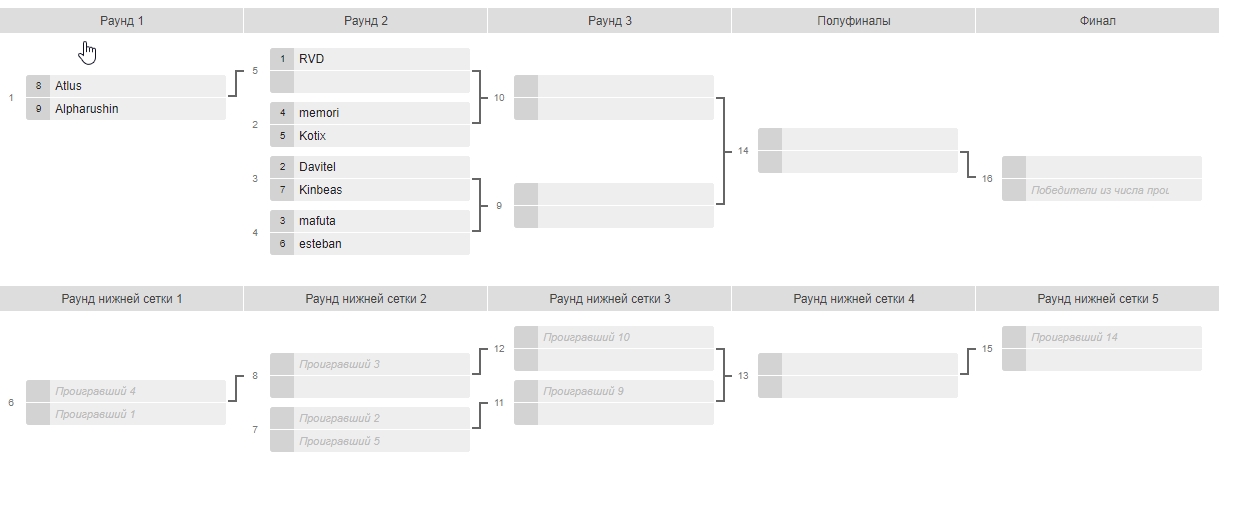 Раунд 1 Раунд 2 Раунд 3 Полуфиналы Финал
1
8 Atlus
9 Alpharushin
5
1 RVD
2
4 memori
5 Kotix
3
2 Davitel
7 Kinbeas
4
3 mafuta
6 esteban
10
9
14
16
Победители из числа
Раунд нижней сетки 1 Раунд нижней сетки 2 Раунд нижней сетки 3 Раунд нижней сетки 4 Раунд нижней сетки 5
6
Проигравший 4
Проигравший 1
8
Проигравший 3
7
Проигравший 2
Проигравший 5
12
Проигравший 10
11
Проигравший 9
13
15
Проигравший 14